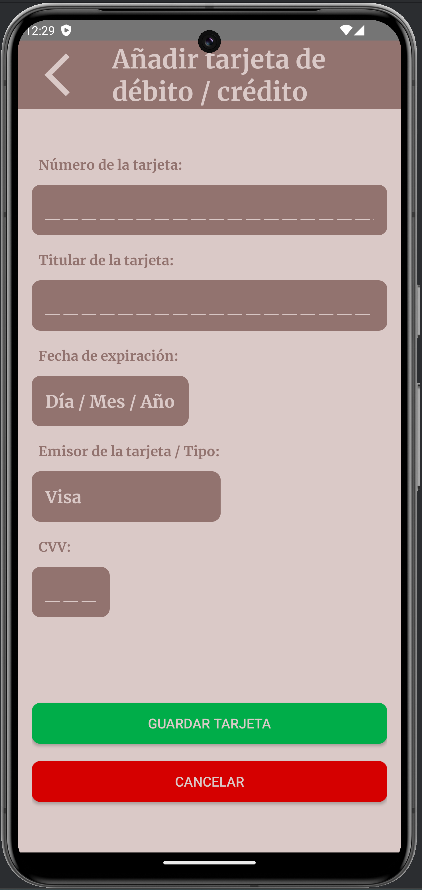 12:29
Añadir tarjeta de
débito / crédito
Número de la tarjeta:
_ _ _ _ _ _ _ _ _ _ _ _ _ _ _ _ _ _
Titular de la tarjeta:
_ _ _ _ _ _ _ _ _ _ _ _ _ _ _ _ _ _
Fecha de expiración:
Día / Mes / Año
Emisor de la tarjeta / Tipo:
Visa
CVV:
_ _ _
GUARDAR TARJETA
CANCELAR